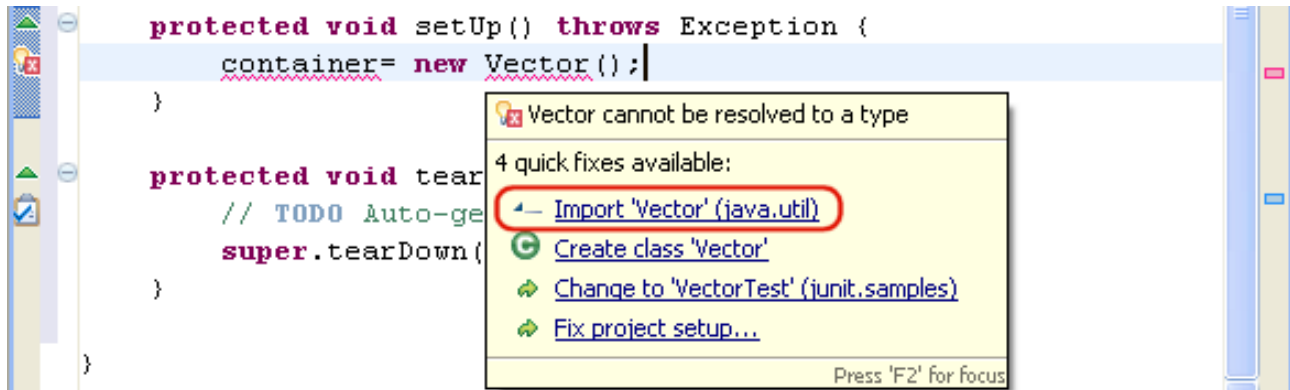 protected void setUp() throws Exception {
container= new Vector();
}
Vector cannot be resolved to a type
4 quick fixes available:
protected void tear
Import 'Vector' (java.util)
// TODO Auto-ge
Create class 'Vector'
super.tearDown(
Change to 'VectorTest' (junit.samples)
}
Fix project setup...
}
Press 'F2' for focus